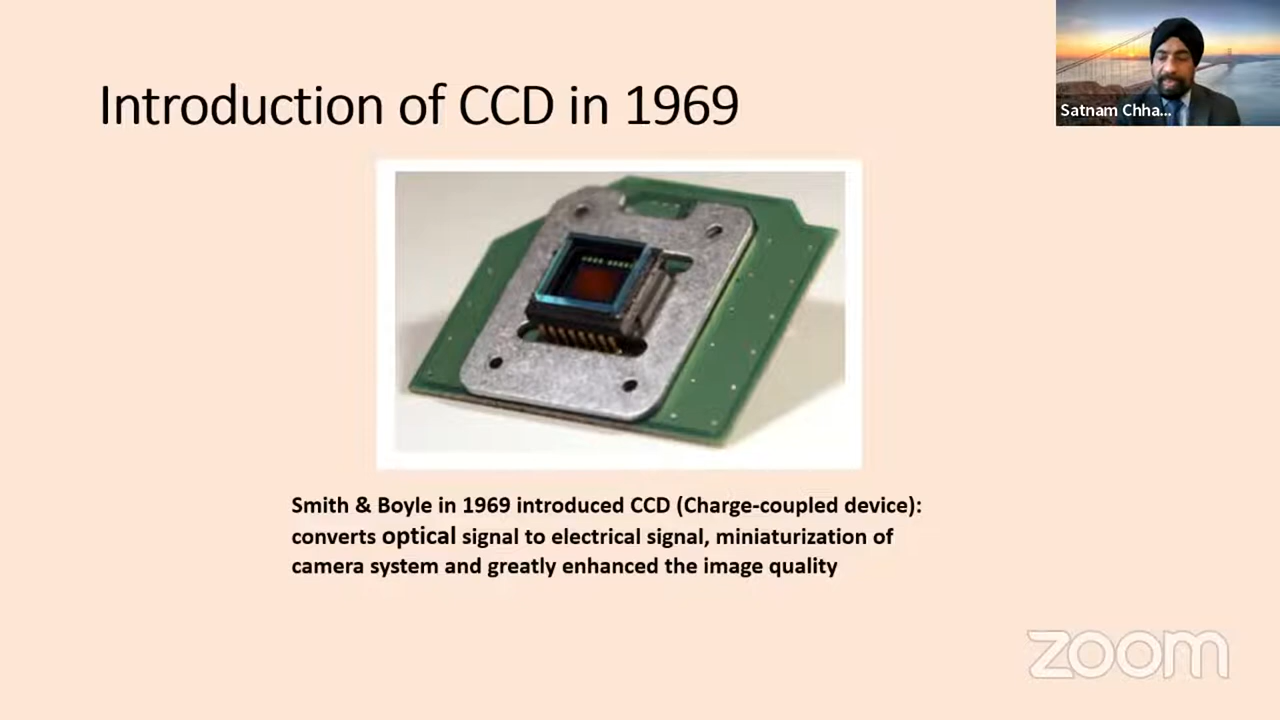 Introduction of CCD in 1969
Satnam Chha...
Smith & Boyle in 1969 introduced CCD (Charge-coupled device):
converts optical signal to electrical signal, miniaturization of
camera system and greatly enhanced the image quality
zoom